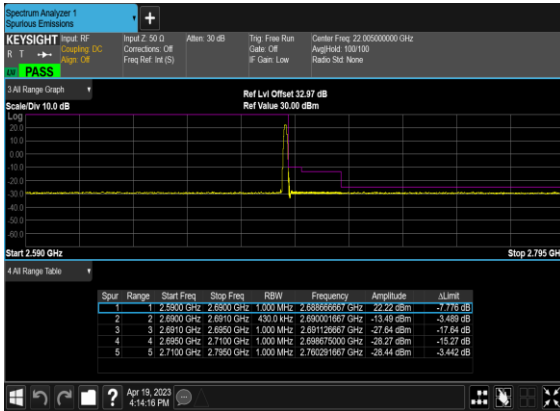 Spectrum Analyzer 1
Spurious Emissions
KEYSIGHT Input: RF Input Z: 50 Ω Atten: 30 dB Trig: Free Run Center Freq: 22.005000000 GHz
R T Coupling: DC Corrections: Off Gate: Off Avg|Hold: 100/100
Align: Off Freq Ref: Int (S) IF Gain: Low Radio Std: None
PASS
3 All Range Graph
Ref Lvl Offset 32.97 dB
Scale/Div 10.0 dB Ref Value 30.00 dBm
Log
20.0
10.0
0.00
-10.0
-20.0
-30.0
-40.0
-50.0
-60.0
Start 2.590 GHz Stop 2.795 GH
4 All Range Table
Spur Range Start Freq Stop Freq RBW Frequency Amplitude ΔLimit
1 1 2.5900 GHz 2.6900 GHz 1.000 MHz 2.688666667 GHz 22.22 dBm -7.776 dB
2 2 2.6900 GHz 2.6910 GHz 430.0 kHz 2.690001667 GHz -13.49 dBm -3.489 dB
3 3 2.6910 GHz 2.6950 GHz 1.000 MHz 2.691126667 GHz -27.64 dBm -17.64 dB
4 4 2.6950 GHz 2.7100 GHz 1.000 MHz 2.698675000 GHz -28.27 dBm -15.27 dB
5 5 2.7100 GHz 2.7950 GHz 1.000 MHz 2.760291667 GHz -28.44 dBm -3.442 dB
Apr 19, 2023
4:14:16 PM